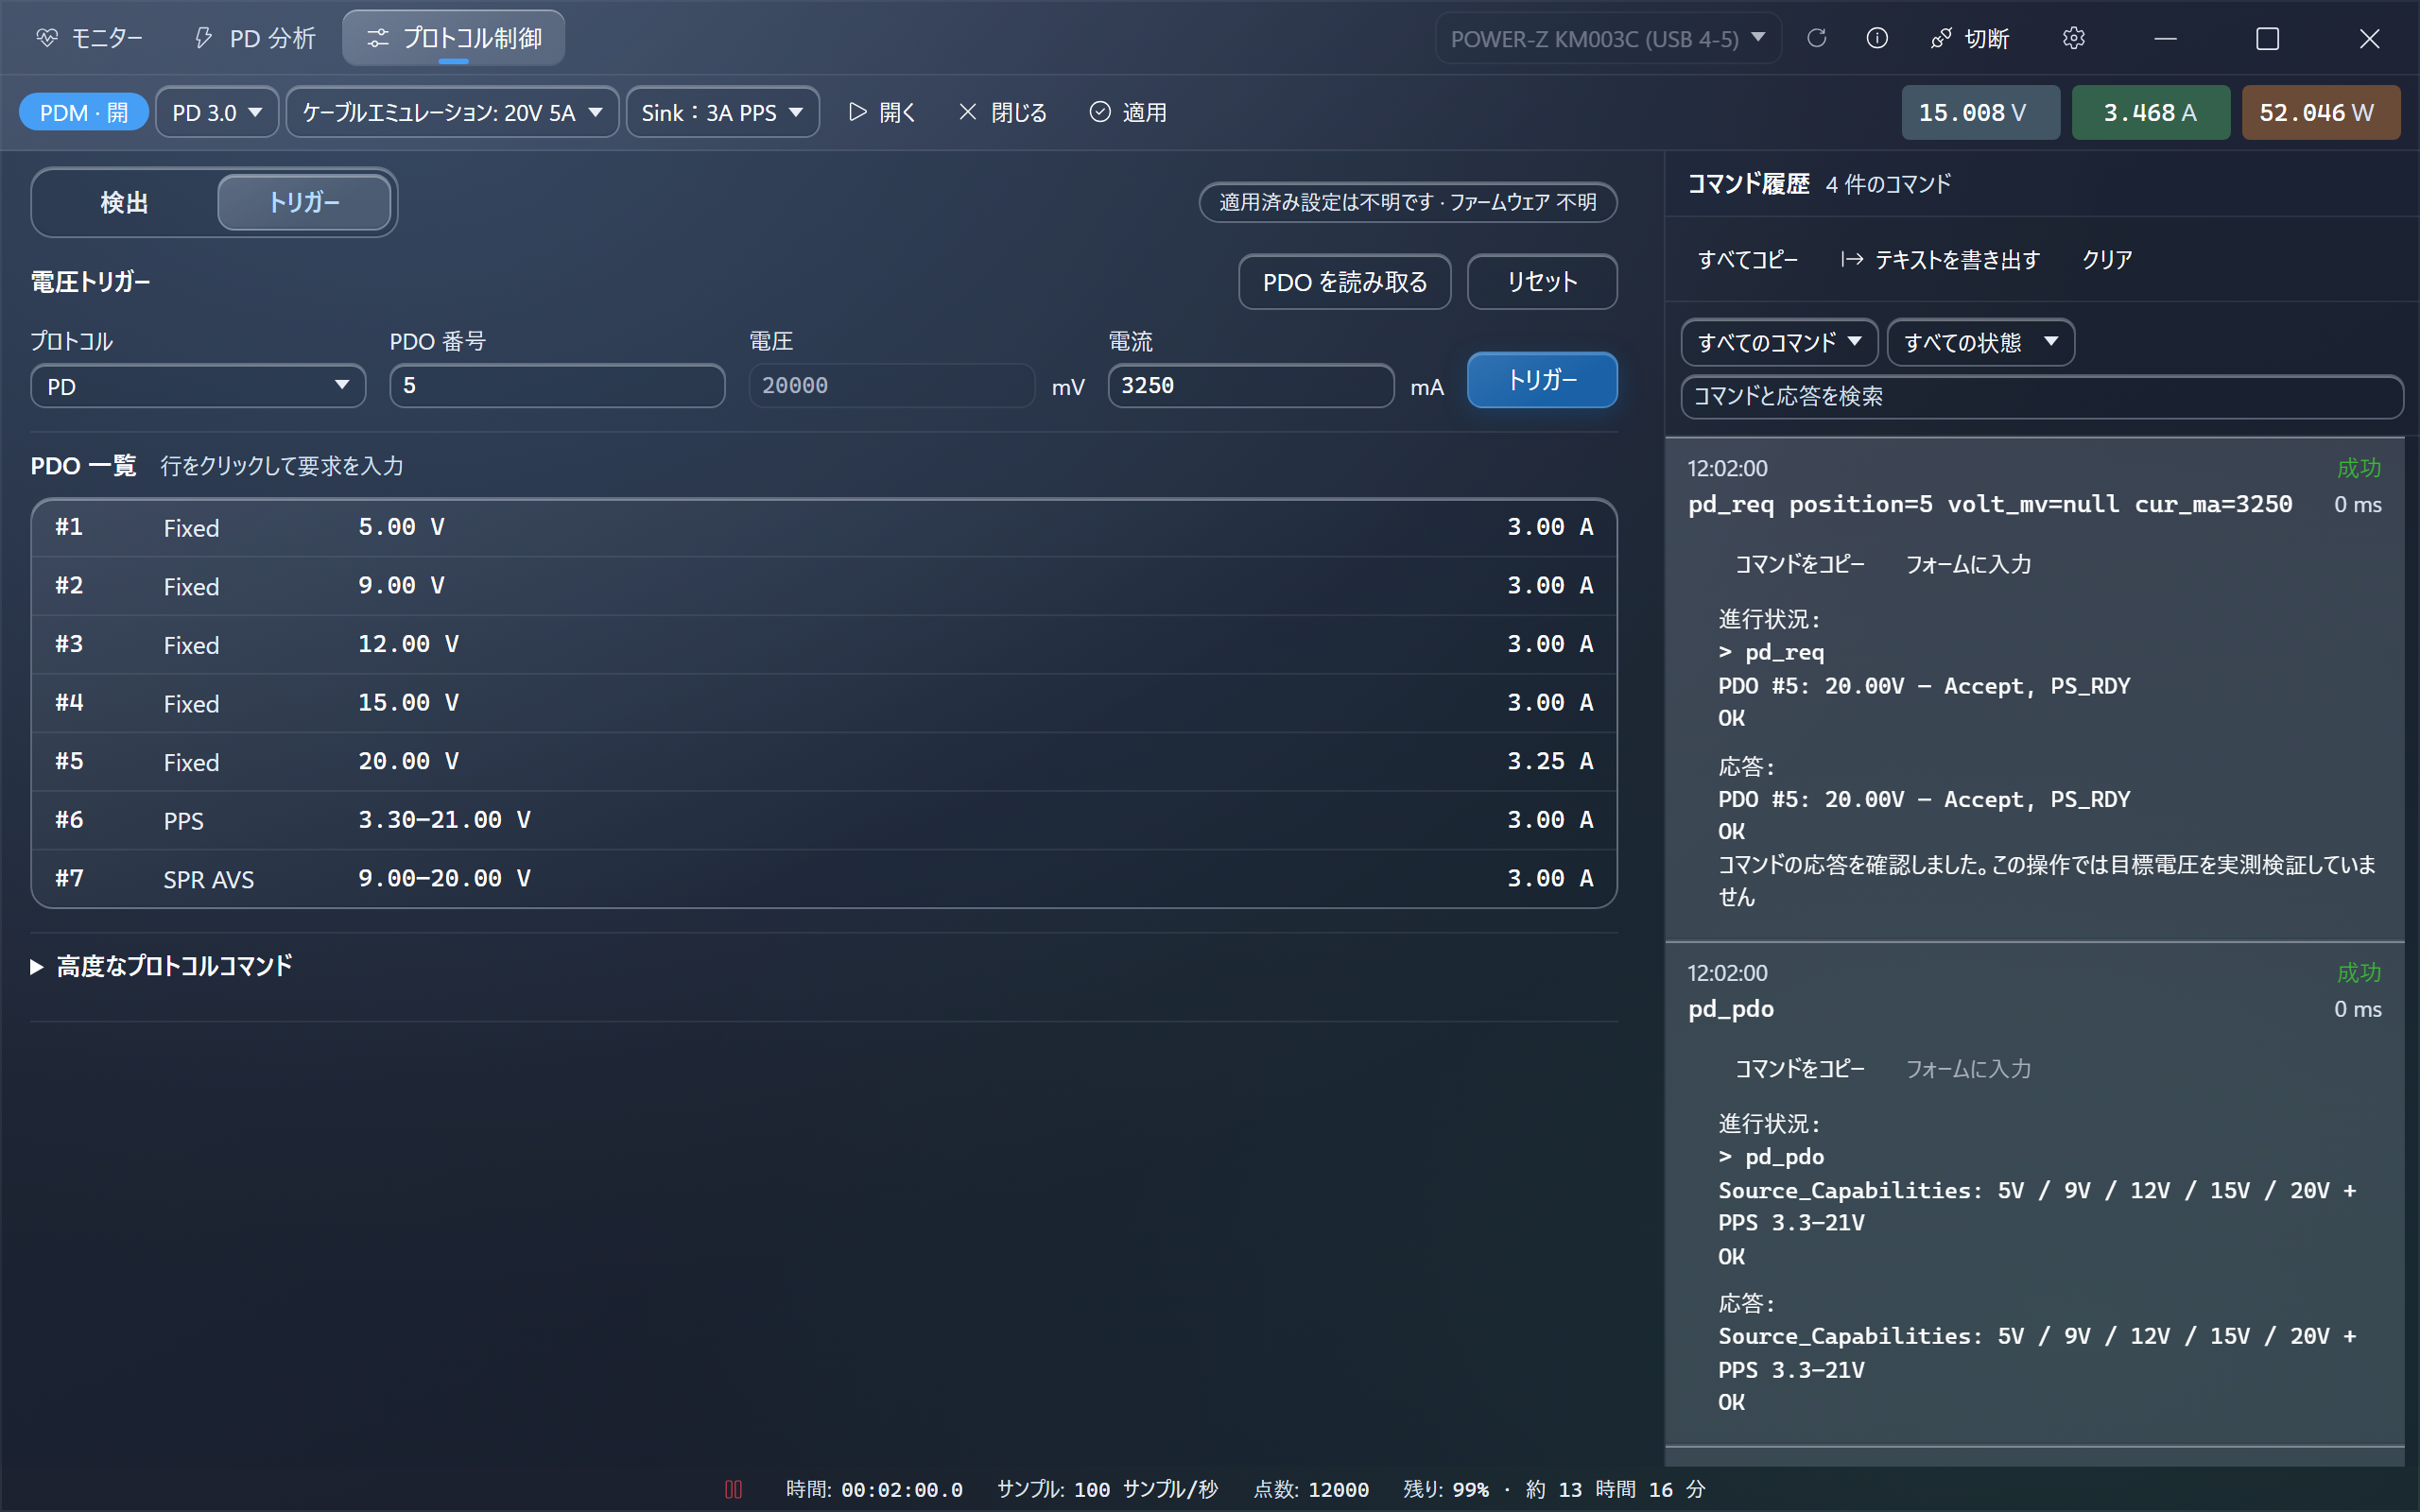 モニター
PD 分析
プロトコル制御
POWER-Z KM003C (USB 4-5)
切断
PDM · 開
PD 3.0
ケーブルエミュレーション: 20V 5A
Sink：3A PPS
開く
閉じる
適用
15.008 V
3.468 A
52.046 W
検出
トリガー
適用済み設定は不明です · ファームウェア 不明
電圧トリガー
PDO を読み取る
リセット
プロトコル
PDO 番号
電圧
電流
PD
5
20000 mV
3250 mA
トリガー
PDO 一覧 行をクリックして要求を入力
#1 Fixed 5.00 V 3.00 A
#2 Fixed 9.00 V 3.00 A
#3 Fixed 12.00 V 3.00 A
#4 Fixed 15.00 V 3.00 A
#5 Fixed 20.00 V 3.25 A
#6 PPS 3.30–21.00 V 3.00 A
#7 SPR AVS 9.00–20.00 V 3.00 A
高度なプロトコルコマンド
コマンド履歴 4 件のコマンド
すべてコピー
テキストを書き出す
クリア
すべてのコマンド
すべての状態
コマンドと応答を検索
12:02:00 成功
pd_req position=5 volt_mv=null cur_ma=3250 0 ms
コマンドをコピー フォームに入力
進行状況:
> pd_req
PDO #5: 20.00V — Accept, PS_RDY
OK
応答:
PDO #5: 20.00V — Accept, PS_RDY
OK
コマンドの応答を確認しました。この操作では目標電圧を実測検証していま
せん
12:02:00 成功
pd_pdo 0 ms
コマンドをコピー フォームに入力
進行状況:
> pd_pdo
Source_Capabilities: 5V / 9V / 12V / 15V / 20V +
PPS 3.3–21V
OK
応答:
Source_Capabilities: 5V / 9V / 12V / 15V / 20V +
PPS 3.3–21V
OK
時間: 00:02:00.0 サンプル: 100 サンプル/秒 点数: 12000 残り: 99% · 約 13 時間 16 分